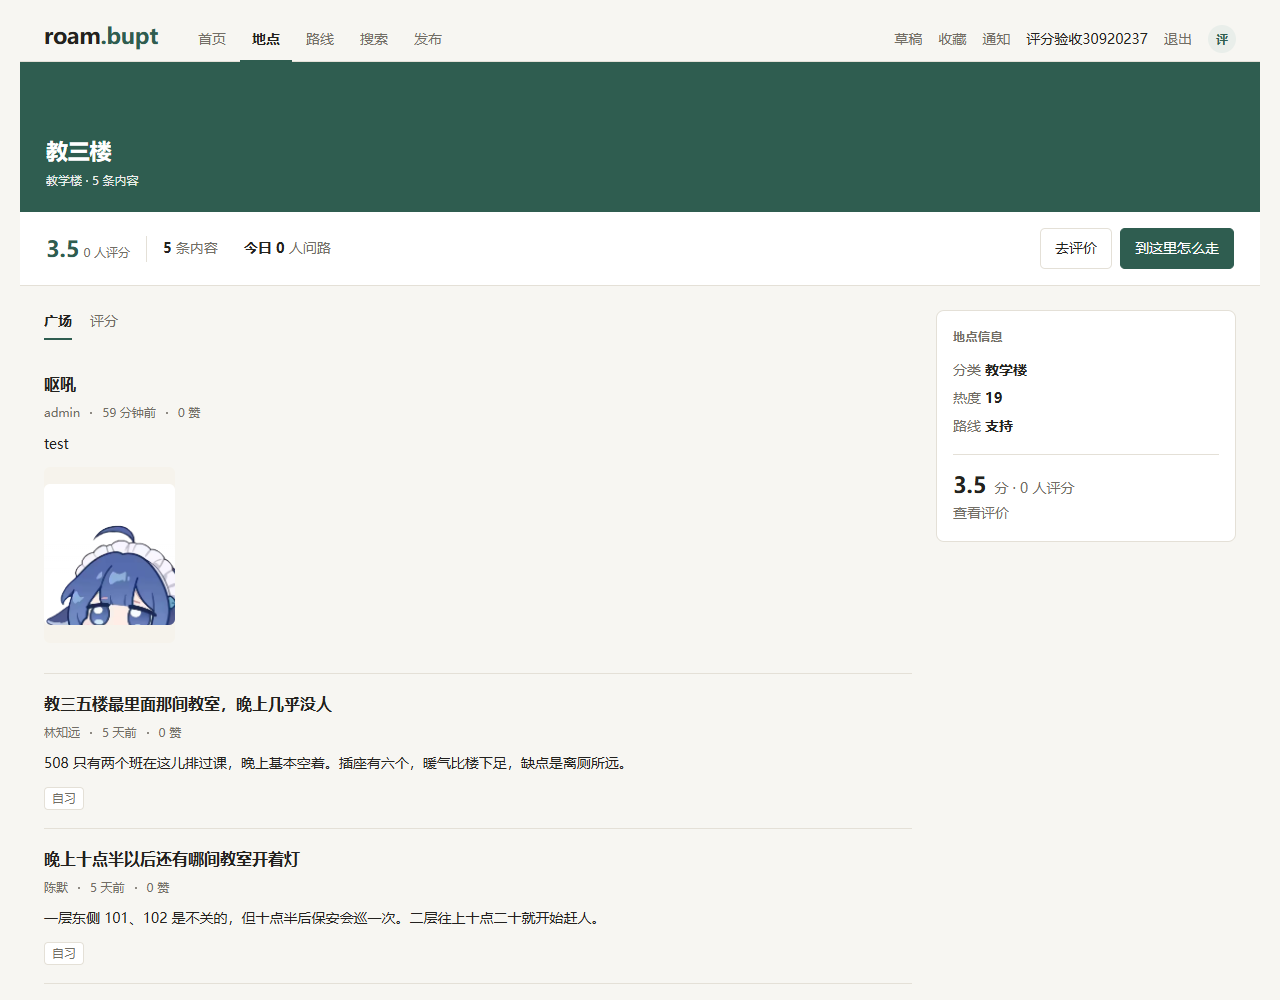 roam.bupt 首页 地点 路线 搜索 发布 草稿 收藏 通知 评分验收30920237 退出 评
教三楼
教学楼 · 5 条内容
3.5 0 人评分 5 条内容 今日 0 人问路 去评价 到这里怎么走
广场 评分
呕吼
admin · 59 分钟前 · 0 赞
test
教三五楼最里面那间教室，晚上几乎没人
林知远 · 5 天前 · 0 赞
508 只有两个班在这儿排过课，晚上基本空着。插座有六个，暖气比楼下足，缺点是离厕所远。
自习
晚上十点半以后还有哪间教室开着灯
陈默 · 5 天前 · 0 赞
一层东侧 101、102 是不关的，但十点半后保安会巡一次。二层往上十点二十就开始赶人。
自习
地点信息
分类 教学楼
热度 19
路线 支持
3.5 分 · 0 人评分
查看评价